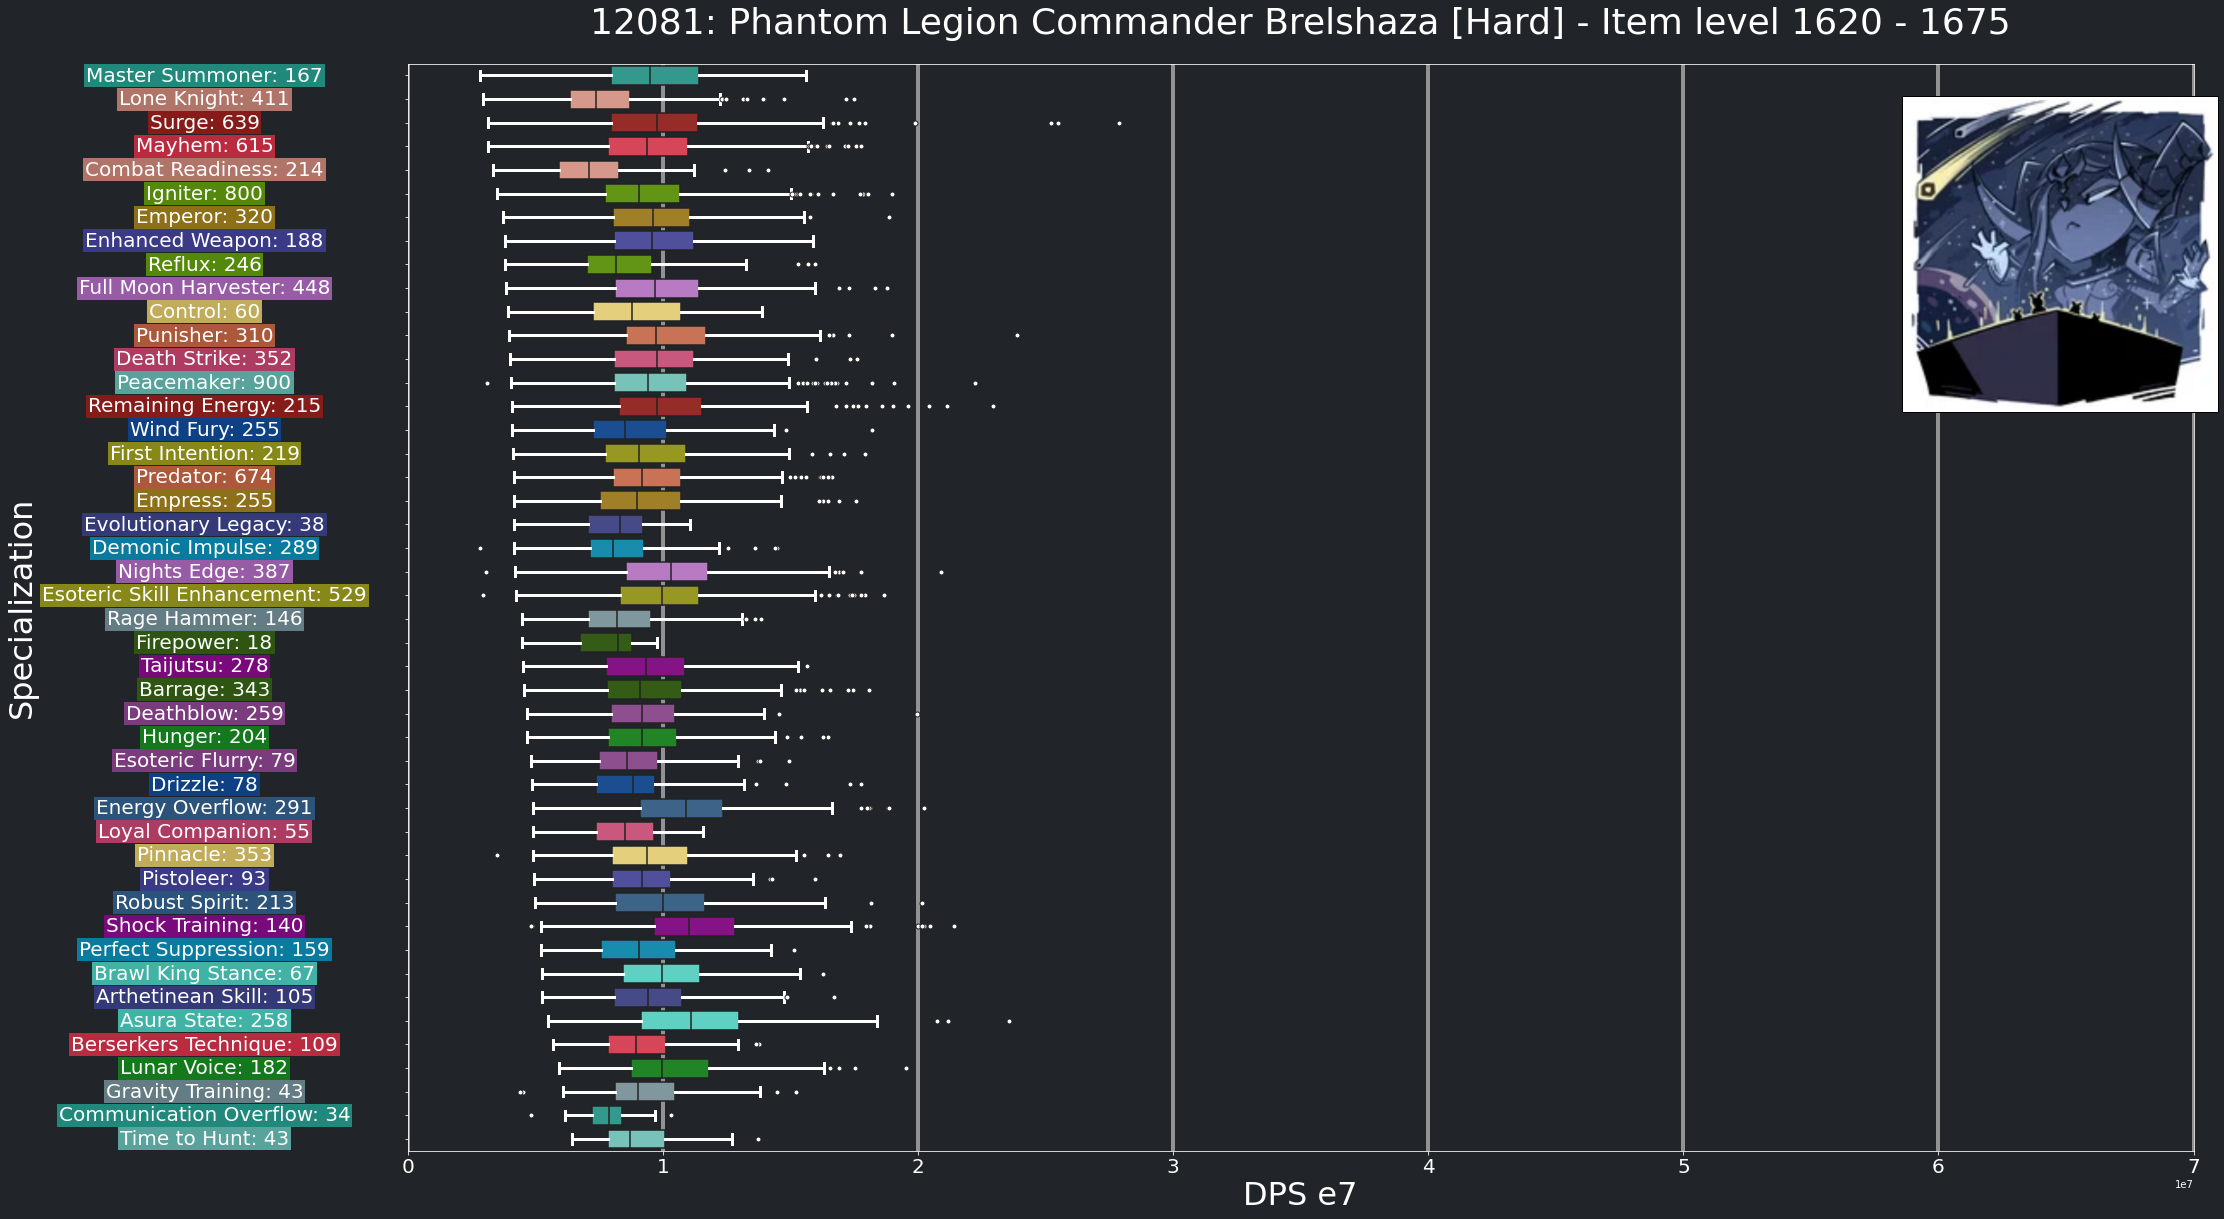 12081: Phantom Legion Commander Brelshaza [Hard] - Item level 1620 - 1675
Specialization
Master Summoner: 167
Lone Knight: 411
Surge: 639
Mayhem: 615
Combat Readiness: 214
Igniter: 800
Emperor: 320
Enhanced Weapon: 188
Reflux: 246
Full Moon Harvester: 448
Control: 60
Punisher: 310
Death Strike: 352
Peacemaker: 900
Remaining Energy: 215
Wind Fury: 255
First Intention: 219
Predator: 674
Empress: 255
Evolutionary Legacy: 38
Demonic Impulse: 289
Nights Edge: 387
Esoteric Skill Enhancement: 529
Rage Hammer: 146
Firepower: 18
Taijutsu: 278
Barrage: 343
Deathblow: 259
Hunger: 204
Esoteric Flurry: 79
Drizzle: 78
Energy Overflow: 291
Loyal Companion: 55
Pinnacle: 353
Pistoleer: 93
Robust Spirit: 213
Shock Training: 140
Perfect Suppression: 159
Brawl King Stance: 67
Arthetinean Skill: 105
Asura State: 258
Berserkers Technique: 109
Lunar Voice: 182
Gravity Training: 43
Communication Overflow: 34
Time to Hunt: 43
0 1 2 3 4 5 6 7
1e7
DPS e7